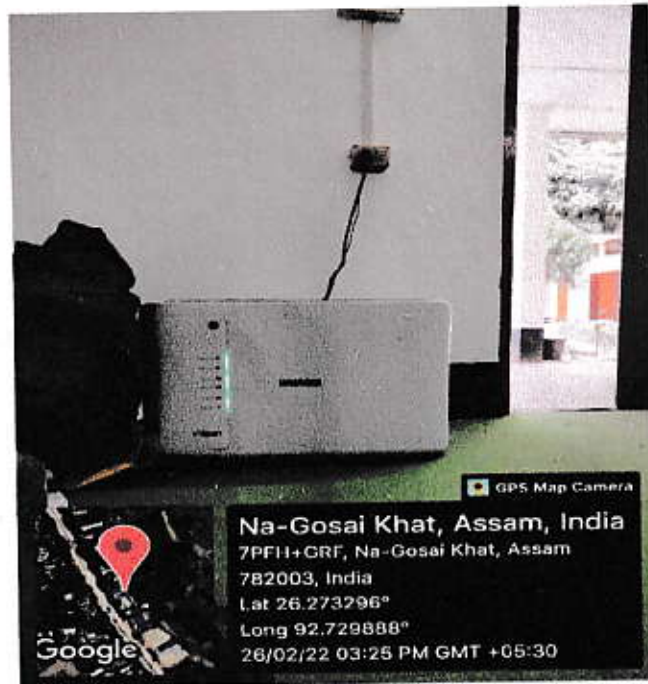 GPS Map Camera
Na-Gosai Khat, Assam, India
7PFH+GRF, Na-Gosai Khat, Assam
782003, India
Lat 26.273296°
Long 92.729888°
26/02/22 03:25 PM GMT +05:30
Google